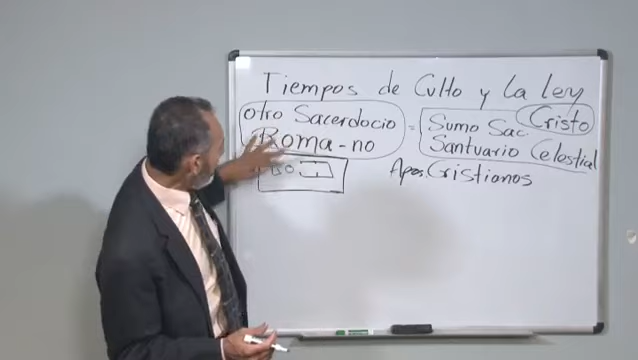 Tiempos de Culto y La Ley
otro Sacerdocio
Roma-no
= Sumo Sac. Cristo
Santuario Celestial
Apos. Cristianos